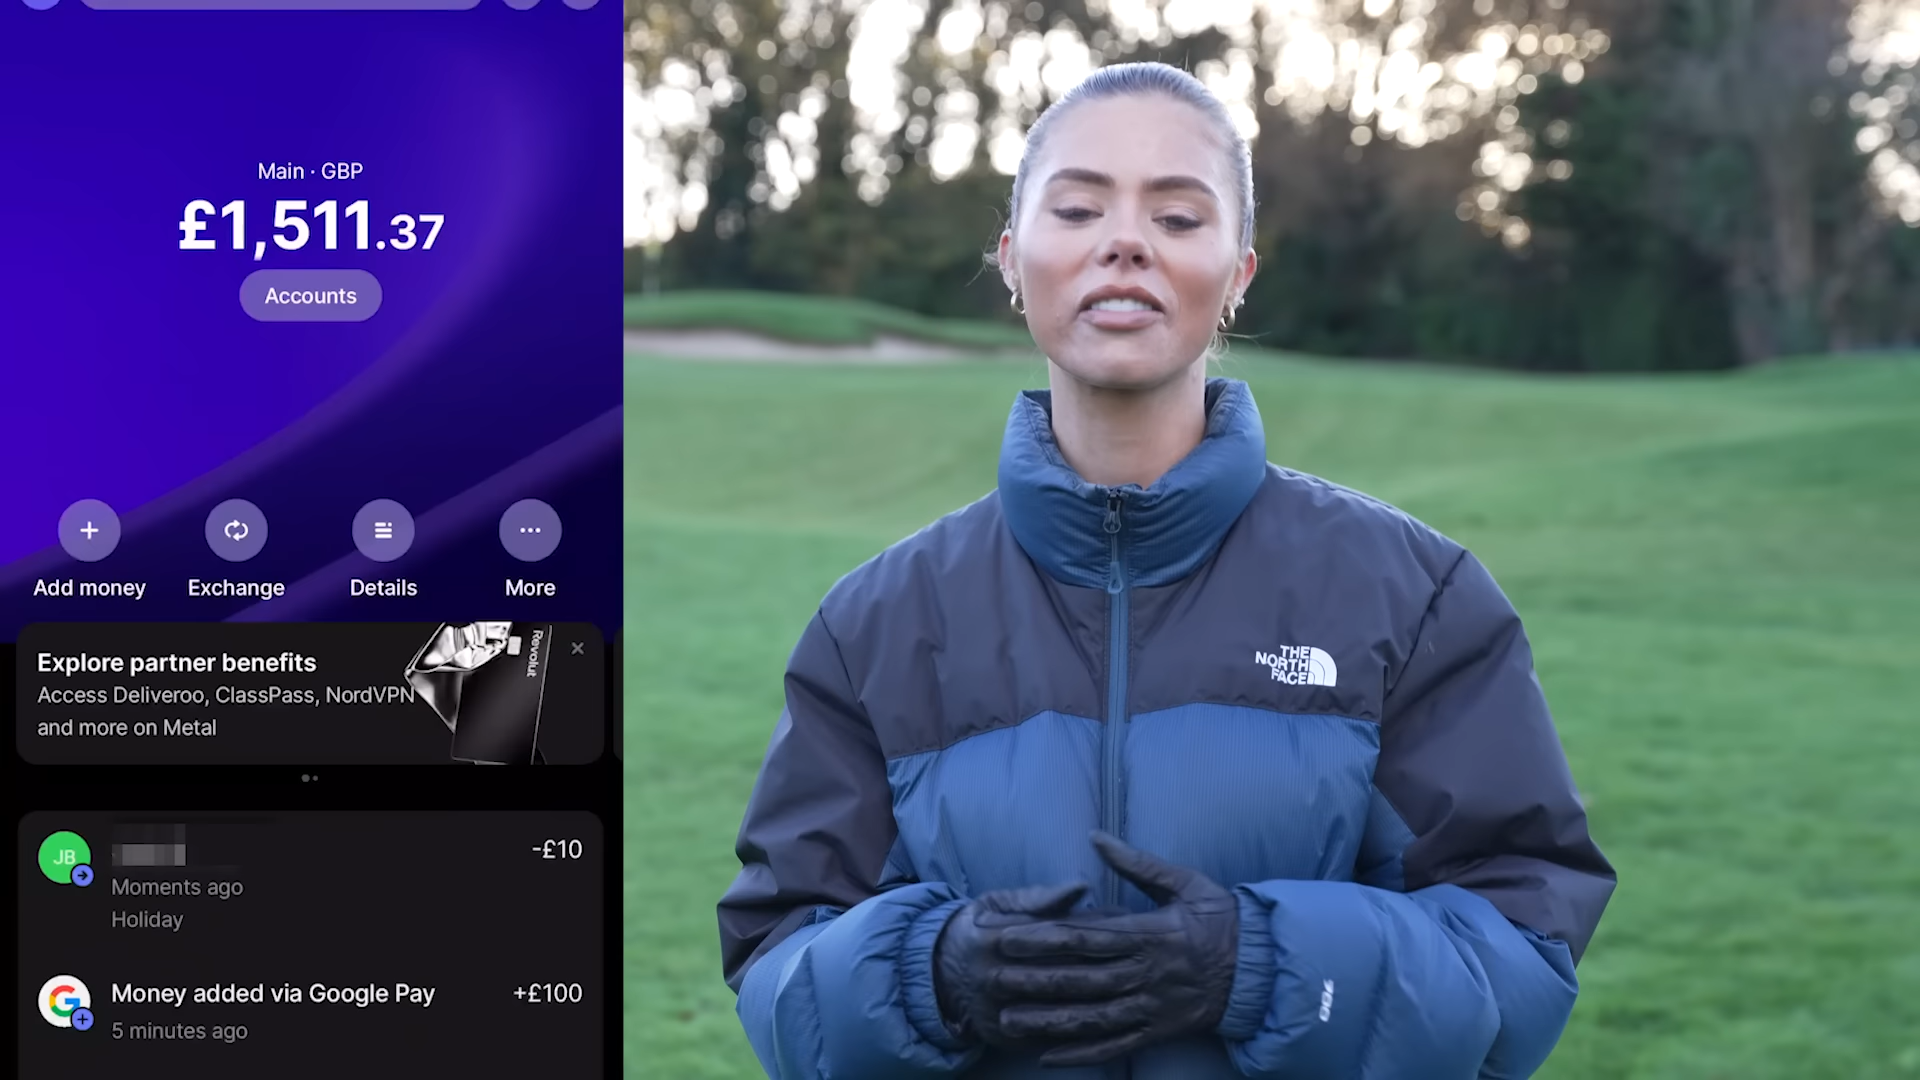 Main · GBP
£1,511.37
Accounts
Add money
Exchange
Details
More
Explore partner benefits
Access Deliveroo, ClassPass, NordVPN
and more on Metal
Revolut
JB
-£10
Moments ago
Holiday
Money added via Google Pay
+£100
5 minutes ago
THE
NORTH
FACE
700